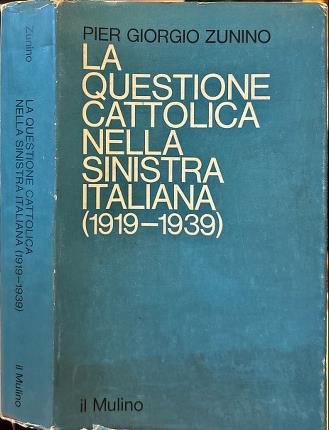 Zunino
LA QUESTIONE CATTOLICA
NELLA SINISTRA ITALIANA (1919-1939)
il Mulino
PIER GIORGIO ZUNINO
LA
QUESTIONE
CATTOLICA
NELLA
SINISTRA
ITALIANA
(1919-1939)
il Mulino